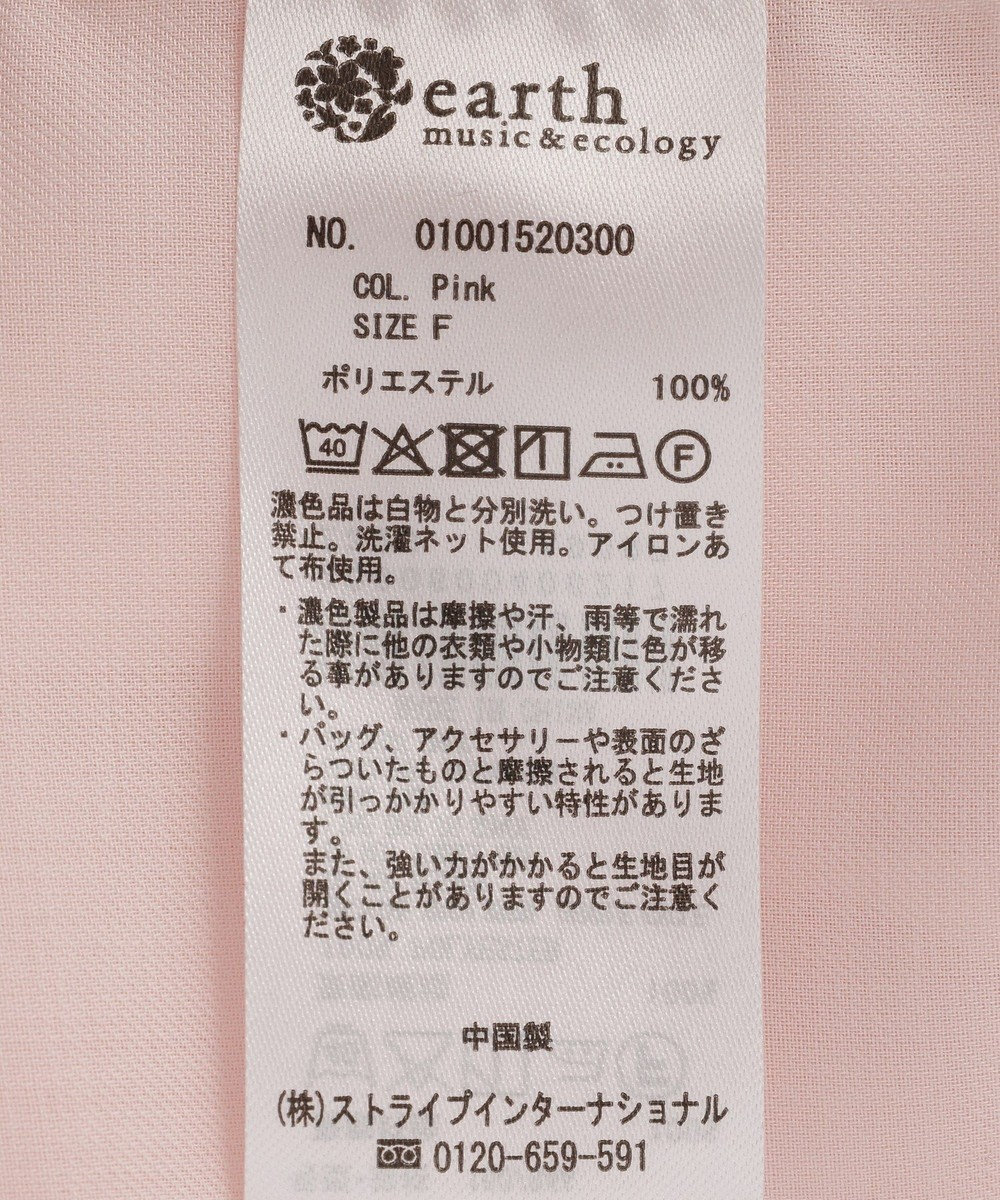 earth
music&ecology
NO. 01001520300
COL. Pink
SIZE F
ポリエステル 100%
40 F
濃色品は白物と分別洗い。つけ置き
禁止。洗濯ネット使用。アイロンあ
て布使用。
・濃色製品は摩擦や汗、雨等で濡れ
た際に他の衣類や小物類に色が移
る事がありますのでご注意くださ
い。
・バッグ、アクセサリーや表面のざ
らついたものと摩擦されると生地
が引っかかりやすい特性がありま
す。
また、強い力がかかると生地目が
開くことがありますのでご注意く
ださい。
中国製
(株)ストライプインターナショナル
0120-659-591